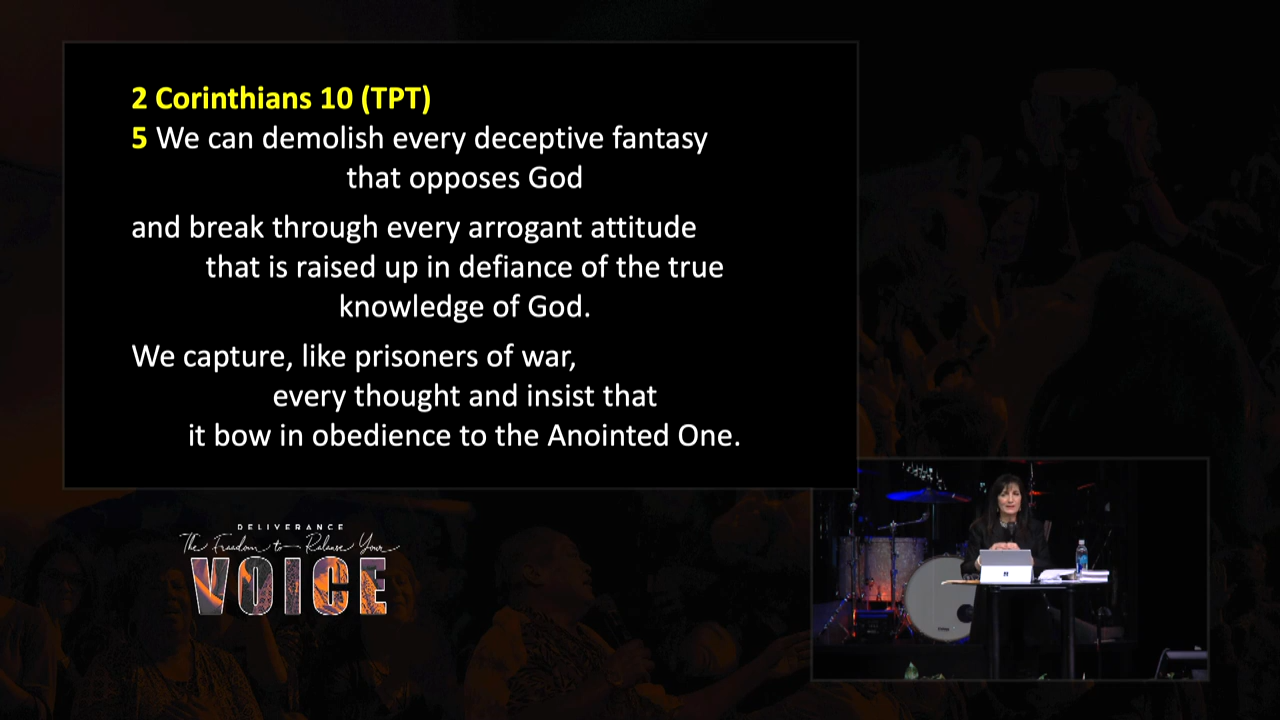 2 Corinthians 10 (TPT)
5 We can demolish every deceptive fantasy
that opposes God
and break through every arrogant attitude
that is raised up in defiance of the true
knowledge of God.
We capture, like prisoners of war,
every thought and insist that
it bow in obedience to the Anointed One.
DELIVERANCE
The Freedom to Release Your
VOICE